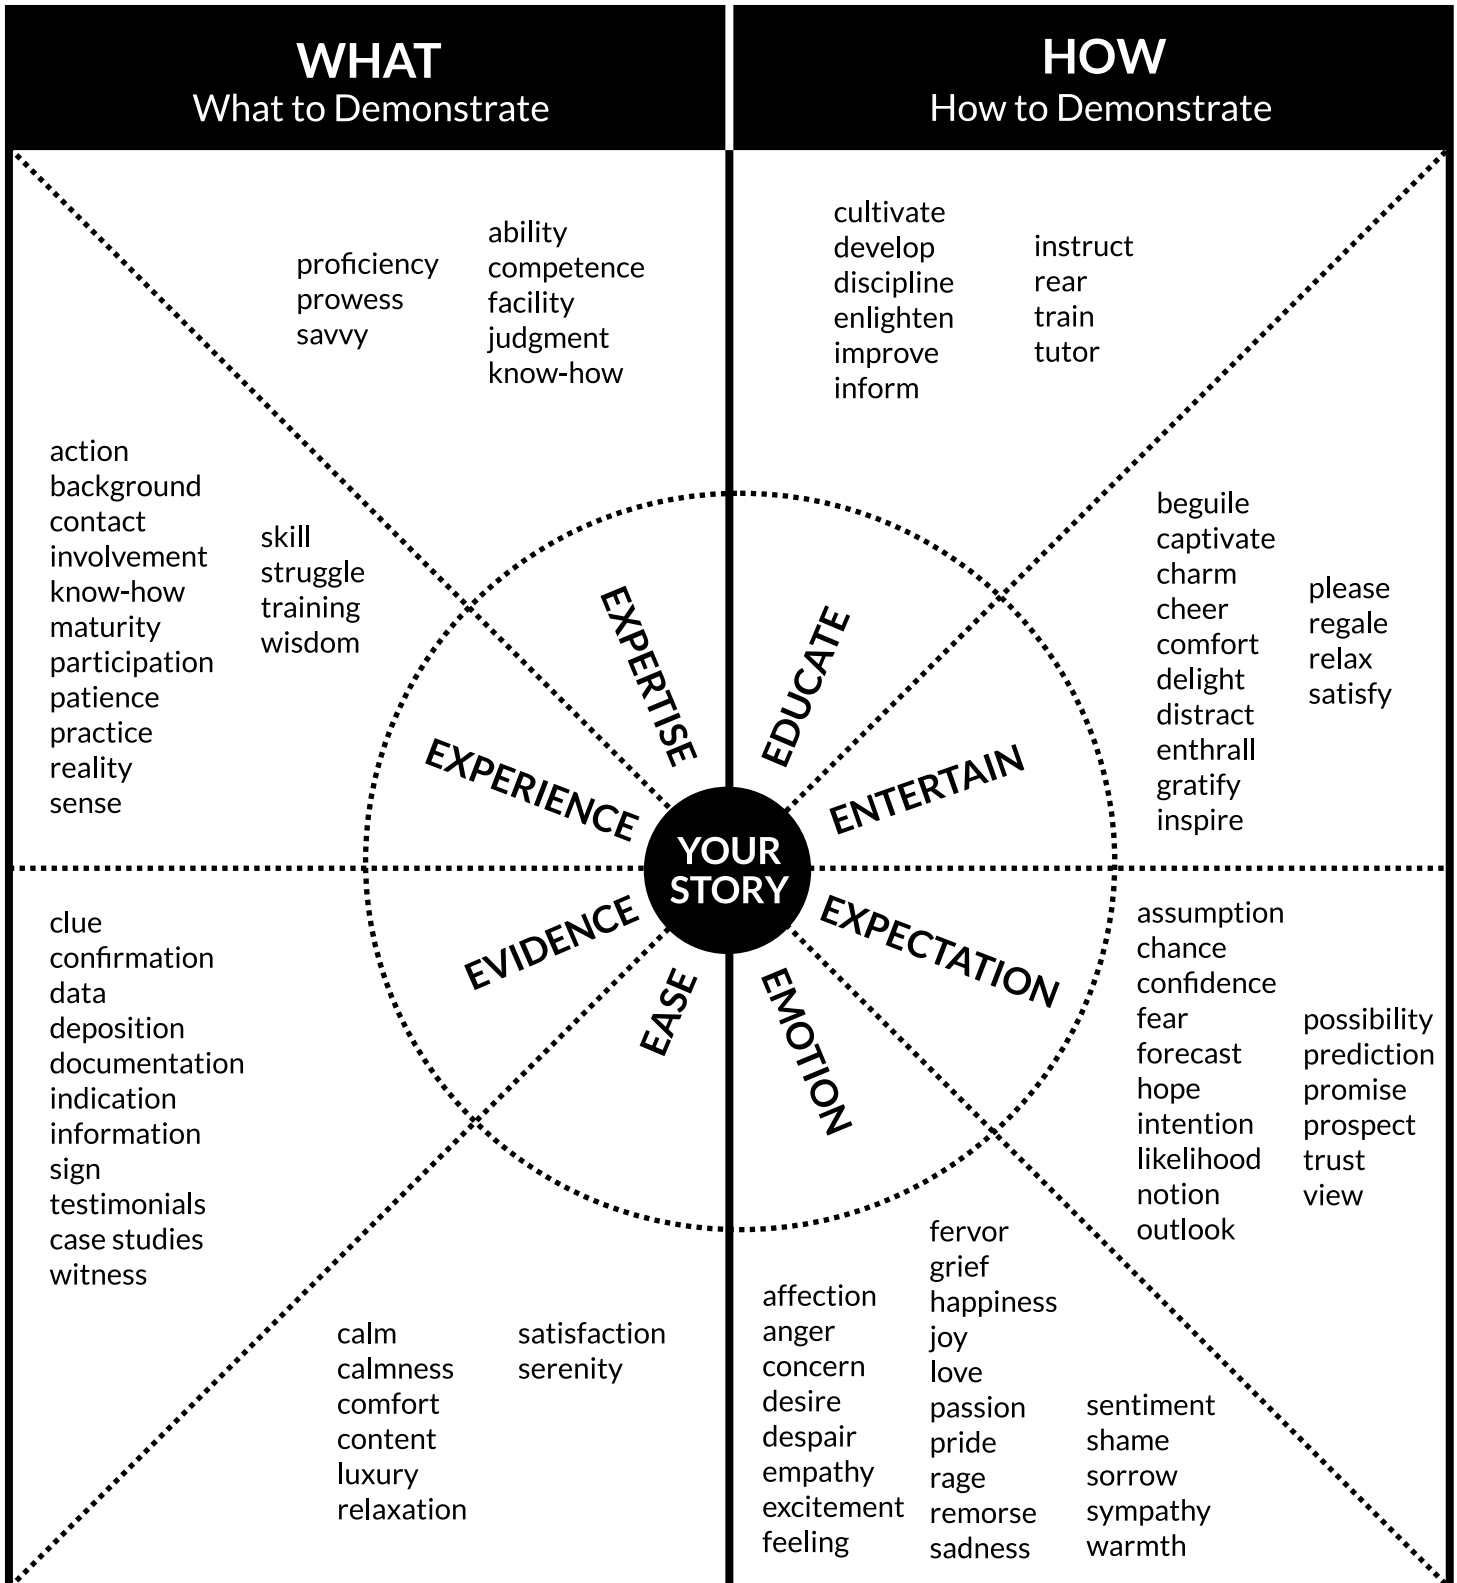 WHAT
What to Demonstrate
HOW
How to Demonstrate
proficiency
prowess
savvy
ability
competence
facility
judgment
know-how
cultivate
develop
discipline
enlighten
improve
inform
instruct
rear
train
tutor
action
background
contact
involvement
know-how
maturity
participation
patience
practice
reality
sense
skill
struggle
training
wisdom
beguile
captivate
charm
cheer
comfort
delight
distract
enthrall
gratify
inspire
please
regale
relax
satisfy
EXPERTISE
EDUCATE
EXPERIENCE
ENTERTAIN
YOUR
STORY
EVIDENCE
EXPECTATION
EASE
EMOTION
clue
confirmation
data
deposition
documentation
indication
information
sign
testimonials
case studies
witness
assumption
chance
confidence
fear
forecast
hope
intention
likelihood
notion
outlook
possibility
prediction
promise
prospect
trust
view
calm
calmness
comfort
content
luxury
relaxation
satisfaction
serenity
affection
anger
concern
desire
despair
empathy
excitement
feeling
fervor
grief
happiness
joy
love
passion
pride
rage
remorse
sadness
sentiment
shame
sorrow
sympathy
warmth